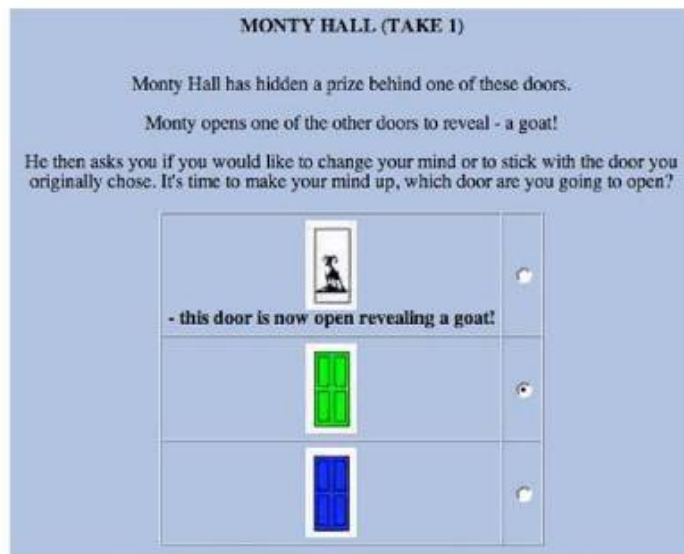 MONTY HALL (TAKE 1)
Monty Hall has hidden a prize behind one of these doors.
Monty opens one of the other doors to reveal - a goat!
He then asks you if you would like to change your mind or to stick with the door you
originally chose. It's time to make your mind up, which door are you going to open?
- this door is now open revealing a goat!